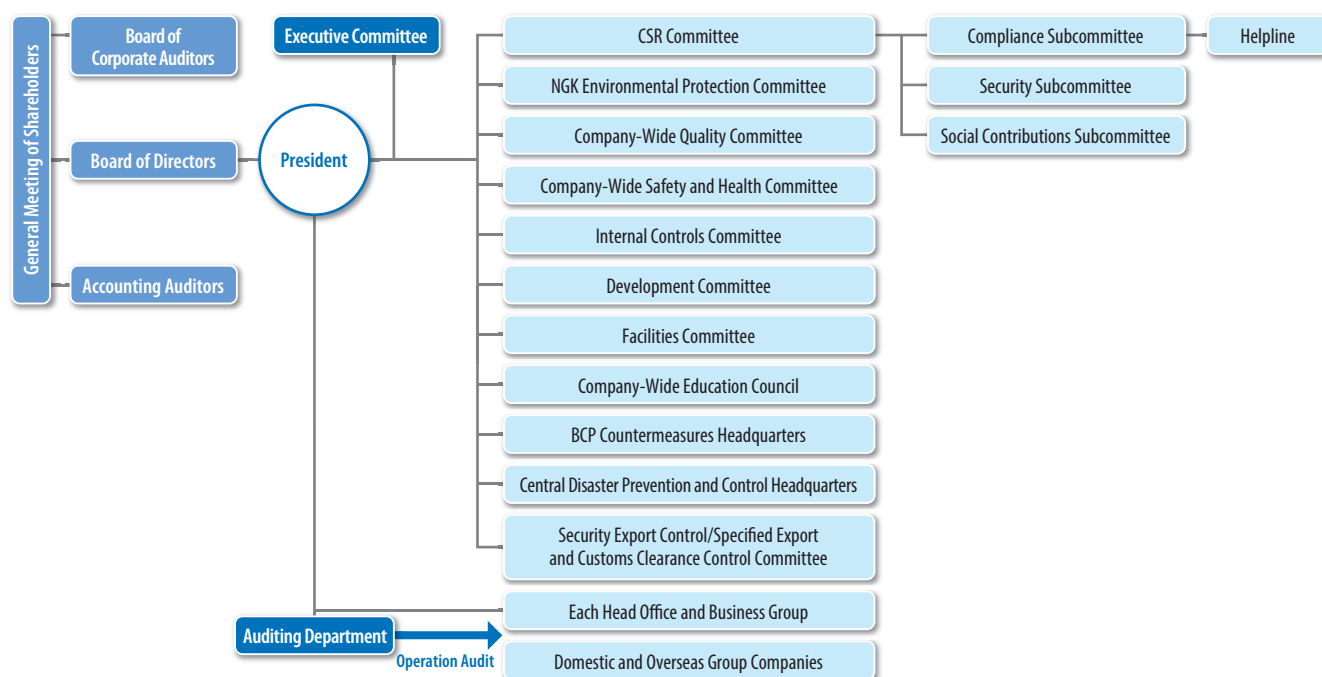 General Meeting of Shareholders
Board of
Corporate Auditors
Board of Directors
Accounting Auditors
Executive Committee
President
CSR Committee
NGK Environmental Protection Committee
Company-Wide Quality Committee
Company-Wide Safety and Health Committee
Internal Controls Committee
Development Committee
Facilities Committee
Company-Wide Education Council
BCP Countermeasures Headquarters
Central Disaster Prevention and Control Headquarters
Security Export Control/Specified Export
and Customs Clearance Control Committee
Compliance Subcommittee
Helpline
Security Subcommittee
Social Contributions Subcommittee
Each Head Office and Business Group
Auditing Department
Operation Audit
Domestic and Overseas Group Companies